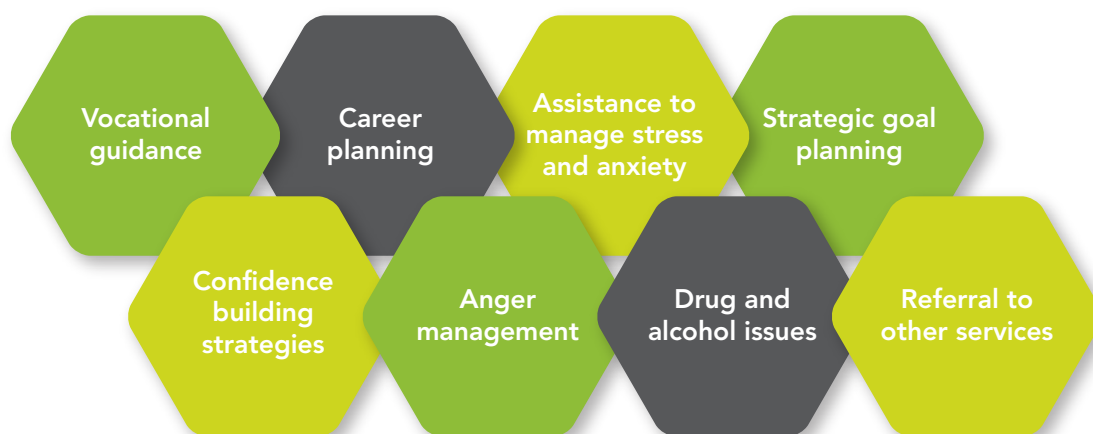 Vocational
guidance
Career
planning
Assistance to
manage stress
and anxiety
Strategic goal
planning
Confidence
building
strategies
Anger
management
Drug and
alcohol issues
Referral to
other services